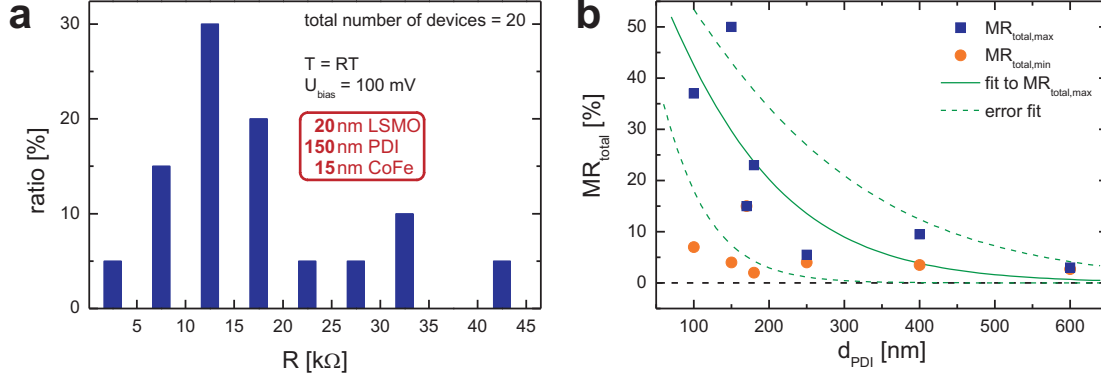 a
total number of devices = 20
T = RT
U_bias = 100 mV
20 nm LSMO
150 nm PDI
15 nm CoFe
ratio [%]
30
20
10
0
5 10 15 20 25 30 35 40 45
R [kΩ]
b
MR_total,max
MR_total,min
fit to MR_total,max
error fit
MR_total [%]
50
40
30
20
10
0
100 200 300 400 500 600
d_PDI [nm]